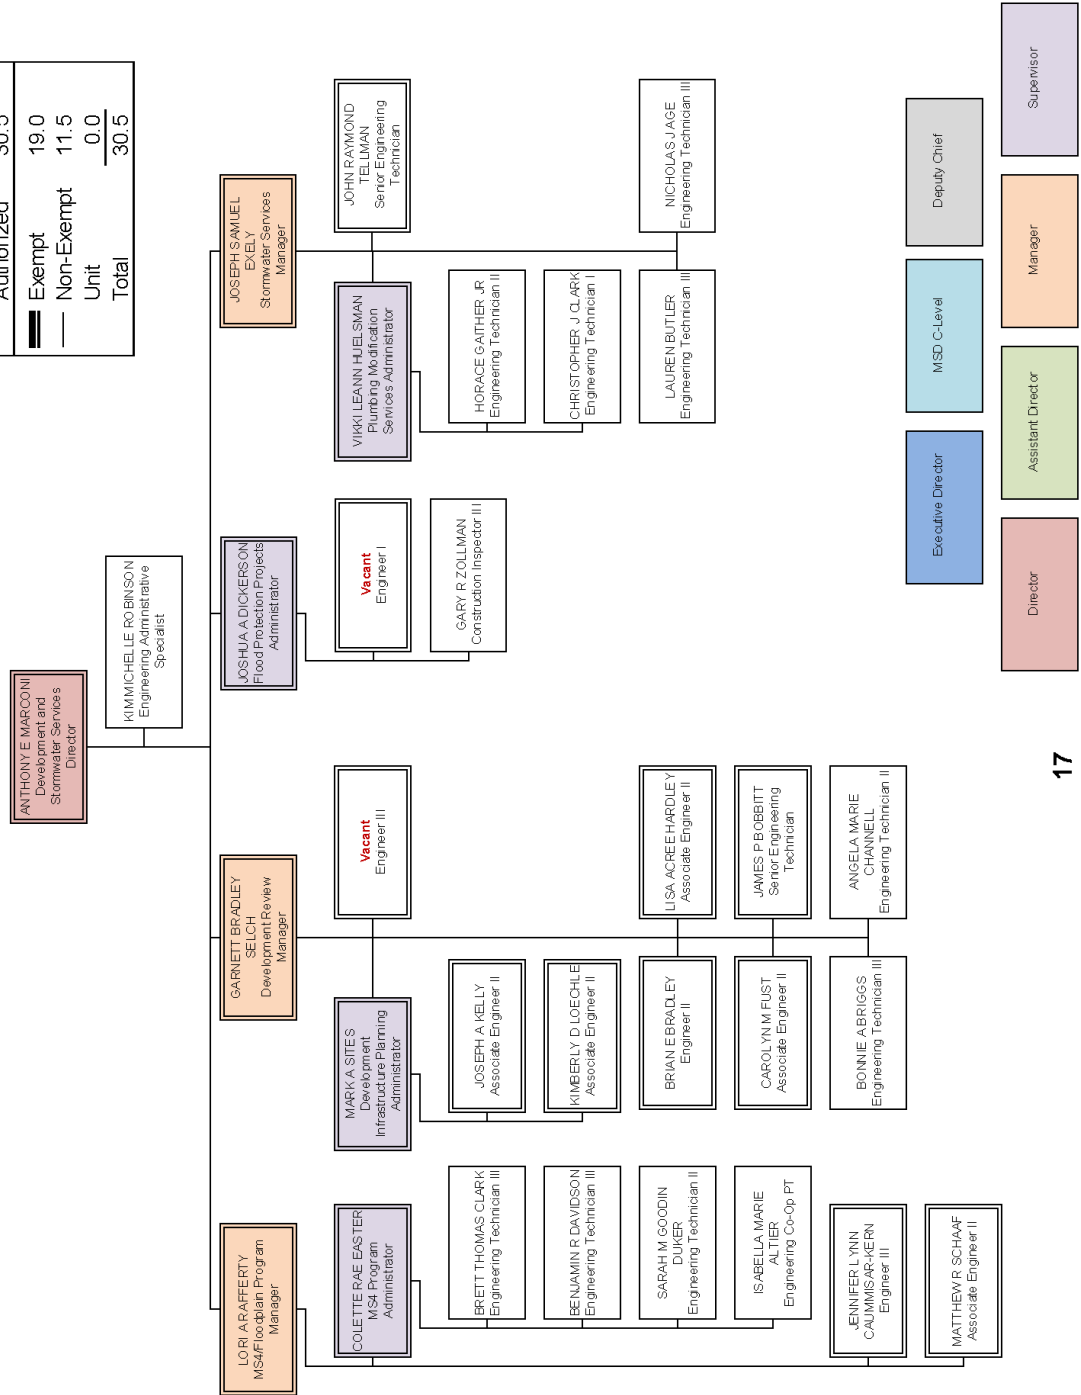 Authorized 30.5
Exempt 19.0
Non-Exempt 11.5
Unit 0.0
Total 30.5
ANTHONY E MARCONI
Development and
Stormwater Services
Director
KIM MICHELLE ROBINSON
Engineering Administrative
Specialist
LORI A RAFFERTY
MS4/Floodplain Program
Manager
COLETTE RAE EASTER
MS4 Program
Administrator
BRETT THOMAS CLARK
Engineering Technician III
BENJAMIN R DAVIDSON
Engineering Technician III
SARAH M GOODIN
DUKER
Engineering Technician II
ISABELLA MARIE
ALTIER
Engineering Co-Op PT
JENNIFER LYNN
CAUMMISAR-KERN
Engineer III
MATTHEW R SCHAAF
Associate Engineer II
GARNETT BRADLEY
SELCH
Development Review
Manager
MARK A SITES
Development
Infrastructure Planning
Administrator
Vacant
Engineer III
JOSEPH A KELLY
Associate Engineer II
KIMBERLY D LOECHLE
Associate Engineer II
BRIAN E BRADLEY
Engineer II
LISA ACREE HARDLEY
Associate Engineer II
CAROLYN M FUST
Associate Engineer II
JAMES P BOBBITT
Senior Engineering
Technician
BONNIE A BRIGGS
Engineering Technician III
ANGELA MARIE
CHANNELL
Engineering Technician II
JOSHUA A DICKERSON
Flood Protection Projects
Administrator
Vacant
Engineer I
GARY R ZOLLMAN
Construction Inspector III
JOSEPH SAMUEL
EXELY
Stormwater Services
Manager
VIKKI LEANN HUELSMAN
Plumbing Modification
Services Administrator
JOHN RAYMOND
TELLMAN
Senior Engineering
Technician
HORACE GAITHER JR
Engineering Technician II
CHRISTOPHER J CLARK
Engineering Technician I
LAUREN BUTLER
Engineering Technician III
NICHOLAS J AGE
Engineering Technician III
Executive Director
MSD C-Level
Deputy Chief
Director
Assistant Director
Manager
Supervisor
17